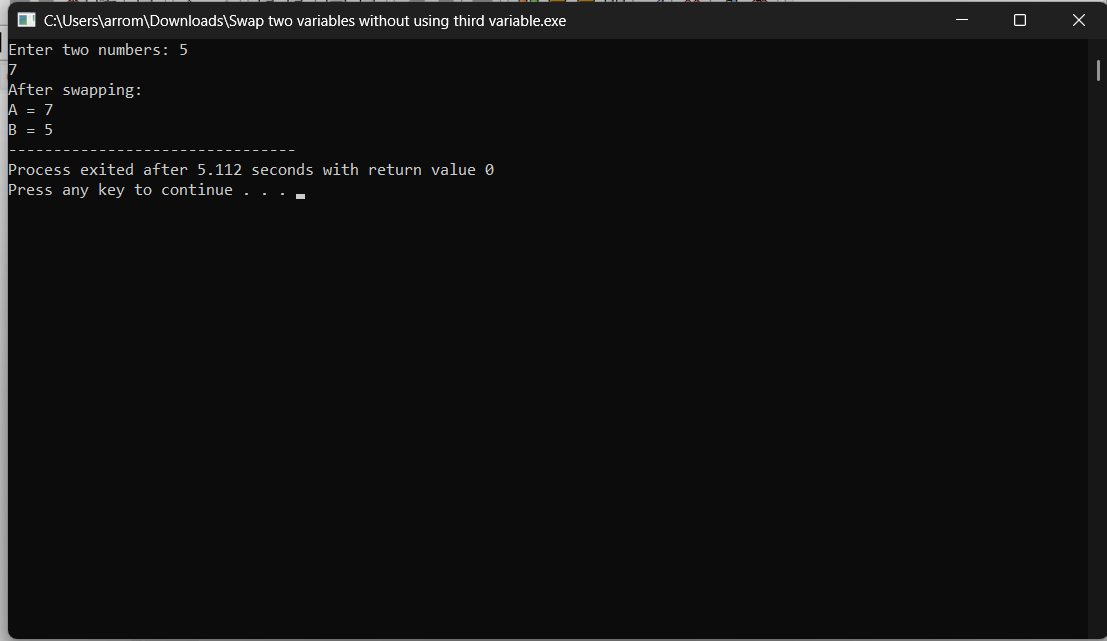 C:\Users\arrom\Downloads\Swap two variables without using third variable.exe
Enter two numbers: 5
7
After swapping:
A = 7
B = 5
--------------------------------
Process exited after 5.112 seconds with return value 0
Press any key to continue . . .